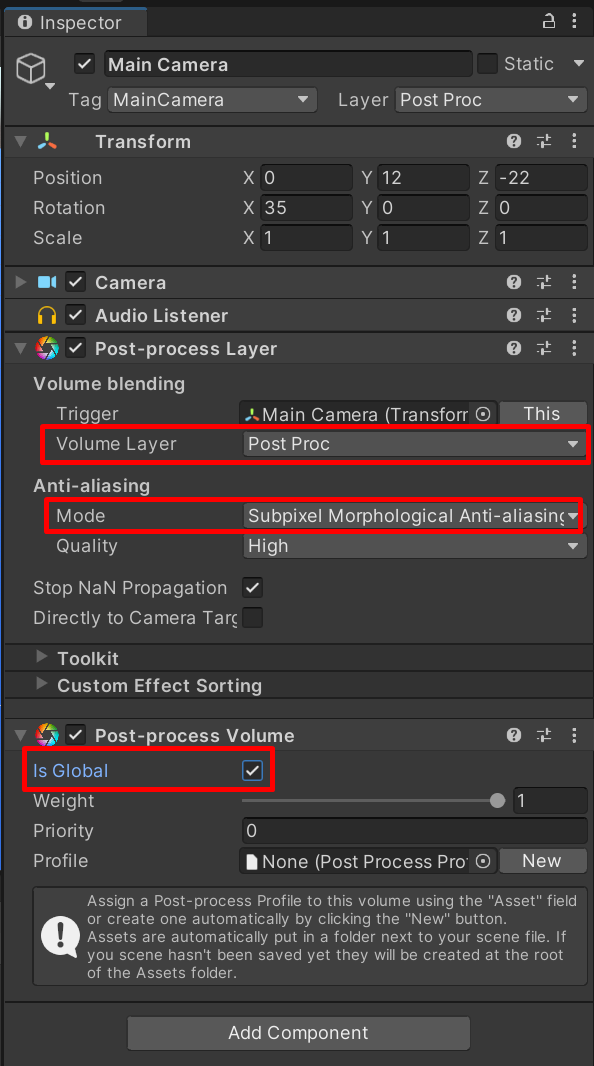 Inspector
Main Camera Static
Tag MainCamera Layer Post Proc
Transform
Position X 0 Y 12 Z -22
Rotation X 35 Y 0 Z 0
Scale X 1 Y 1 Z 1
Camera
Audio Listener
Post-process Layer
Volume blending
Trigger Main Camera (Transform This
Volume Layer Post Proc
Anti-aliasing
Mode Subpixel Morphological Anti-aliasing
Quality High
Stop NaN Propagation
Directly to Camera Targ
Toolkit
Custom Effect Sorting
Post-process Volume
Is Global
Weight 1
Priority 0
Profile None (Post Process Prof New
Assign a Post-process Profile to this volume using the "Asset" field
or create one automatically by clicking the "New" button.
Assets are automatically put in a folder next to your scene file. If
you scene hasn't been saved yet they will be created at the root
of the Assets folder.
Add Component